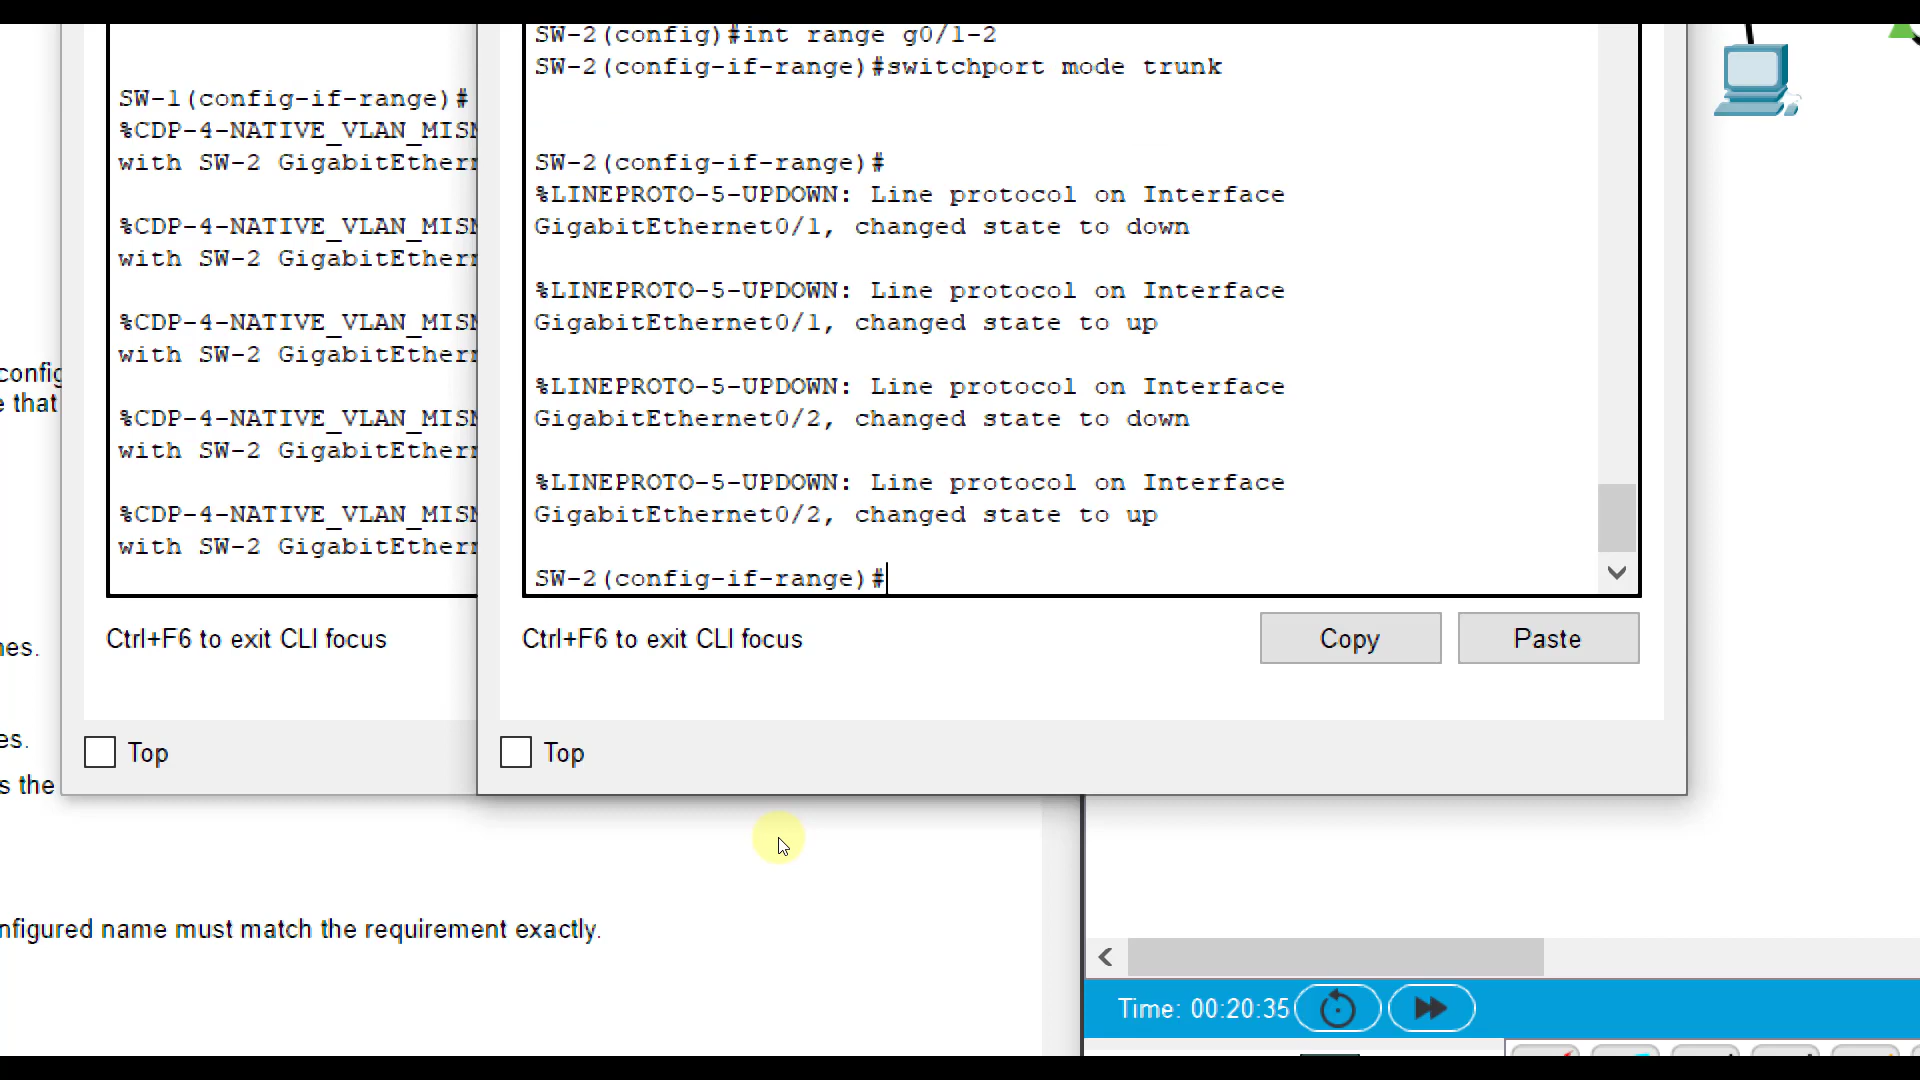 SW-1(config-if-range)#
%CDP-4-NATIVE_VLAN_MISM
with SW-2 GigabitEthern
%CDP-4-NATIVE_VLAN_MISM
with SW-2 GigabitEthern
%CDP-4-NATIVE_VLAN_MISM
with SW-2 GigabitEthern
%CDP-4-NATIVE_VLAN_MISM
with SW-2 GigabitEthern
%CDP-4-NATIVE_VLAN_MISM
with SW-2 GigabitEthern
Ctrl+F6 to exit CLI focus
Top
SW-2(config)#int range g0/1-2
SW-2(config-if-range)#switchport mode trunk
SW-2(config-if-range)#
%LINEPROTO-5-UPDOWN: Line protocol on Interface
GigabitEthernet0/1, changed state to down
%LINEPROTO-5-UPDOWN: Line protocol on Interface
GigabitEthernet0/1, changed state to up
%LINEPROTO-5-UPDOWN: Line protocol on Interface
GigabitEthernet0/2, changed state to down
%LINEPROTO-5-UPDOWN: Line protocol on Interface
GigabitEthernet0/2, changed state to up
SW-2(config-if-range)#
Ctrl+F6 to exit CLI focus
Copy
Paste
Top
config
e that
nes.
es.
s the
nfigured name must match the requirement exactly.
Time: 00:20:35